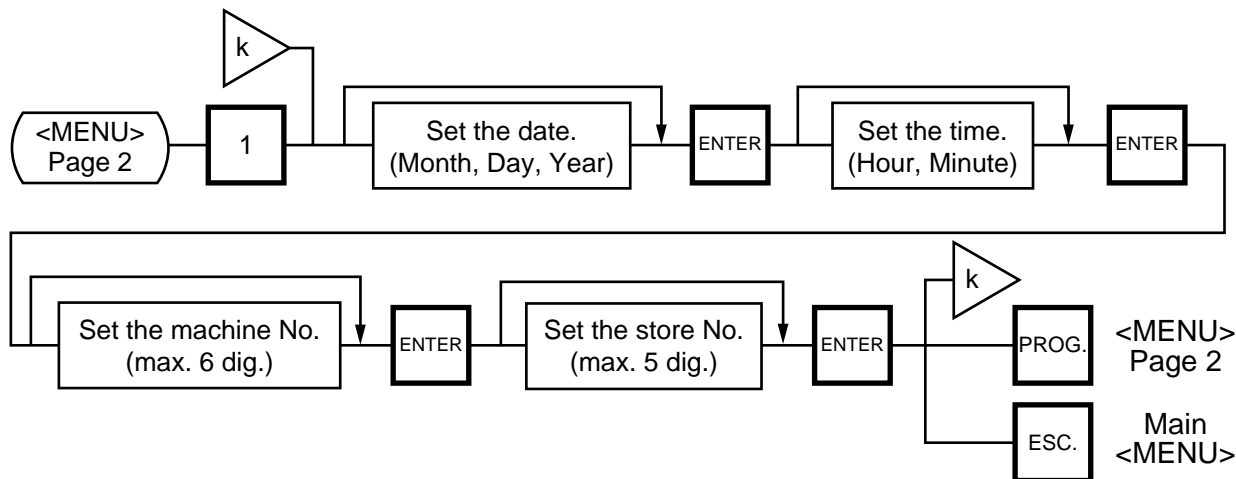 k
<MENU>
Page 2
1
Set the date.
(Month, Day, Year)
ENTER
Set the time.
(Hour, Minute)
ENTER
Set the machine No.
(max. 6 dig.)
ENTER
Set the store No.
(max. 5 dig.)
ENTER
k
PROG.
<MENU>
Page 2
ESC.
Main
<MENU>